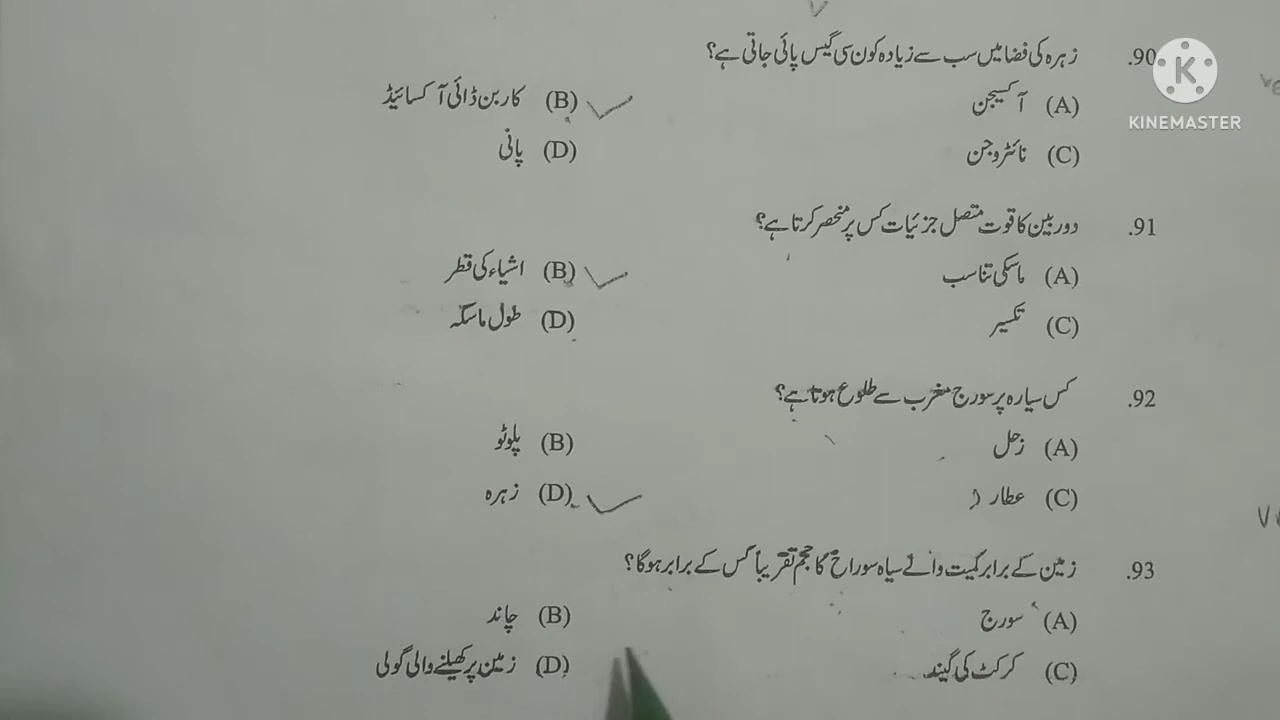 90. زہرہ کی فضا میں سب سے زیادہ کون سی گیس پائی جاتی ہے؟
(A) آکسیجن (B) کاربن ڈائی آکسائیڈ
(C) نائٹروجن (D) پانی
91. دوربین کا قوت متصل جزئیات کس پر منحصر کرتا ہے؟
(A) ماسکی تناسب (B) اشیاء کی قطر
(C) تکسیر (D) طول ماسکہ
92. کس سیارہ پر سورج مغرب سے طلوع ہوتا ہے؟
(A) زحل (B) پلوٹو
(C) عطارد (D) زہرہ
93. زمین کے برابر کمیت والے سیاہ سوراخ کا حجم تقریباً کس کے برابر ہوگا؟
(A) سورج (B) چاند
(C) کرکٹ کی گیند (D) زمین پر کھیلنے والی گولی
KINEMASTER